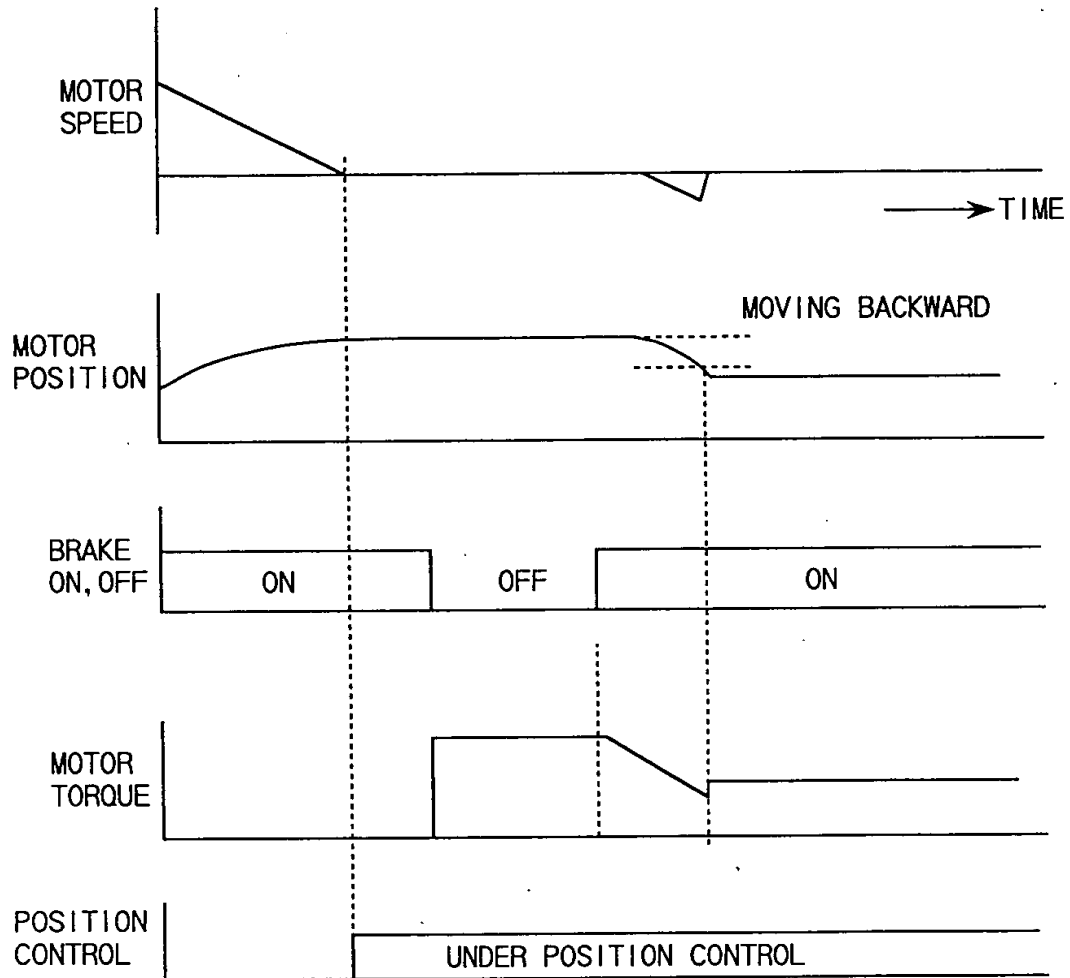 MOTOR
SPEED
TIME
MOVING BACKWARD
MOTOR
POSITION
BRAKE
ON, OFF
ON
OFF
ON
MOTOR
TORQUE
POSITION
CONTROL
UNDER POSITION CONTROL